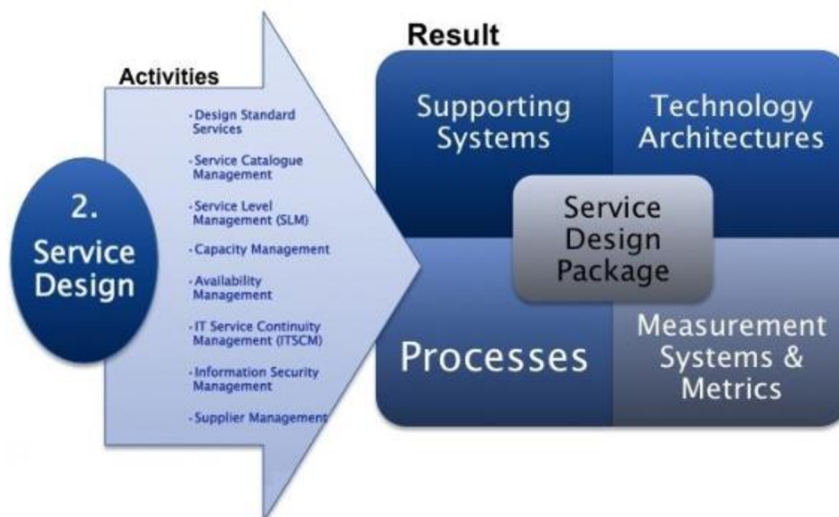 Result
Activities
• Design Standard
Services
• Service Catalogue
Management
• Service Level
Management (SLM)
• Capacity Management
• Availability
Management
• IT Service Continuity
Management (ITSCM)
• Information Security
Management
• Supplier Management
2.
Service
Design
Supporting
Systems
Technology
Architectures
Service
Design
Package
Processes
Measurement
Systems &
Metrics